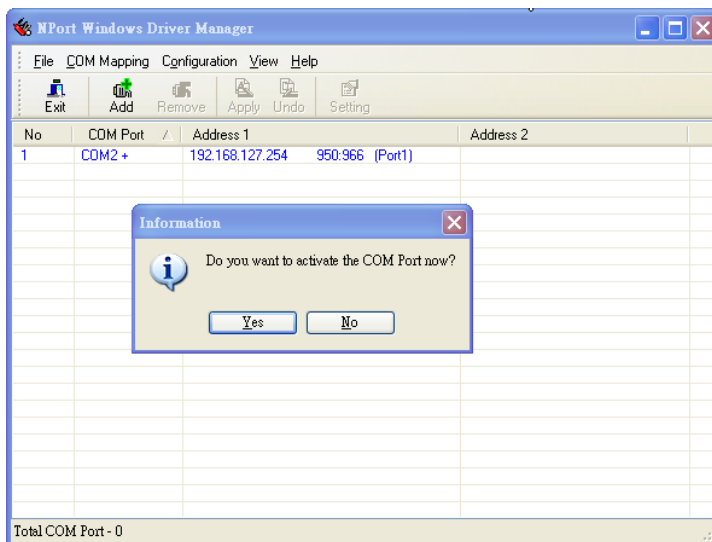 NPort Windows Driver Manager
File COM Mapping Configuration View Help
Exit Add Remove Apply Undo Setting
No COM Port Address 1 Address 2
1 COM2 + 192.168.127.254 950:966 (Port1)
Information
Do you want to activate the COM Port now?
Yes No
Total COM Port - 0